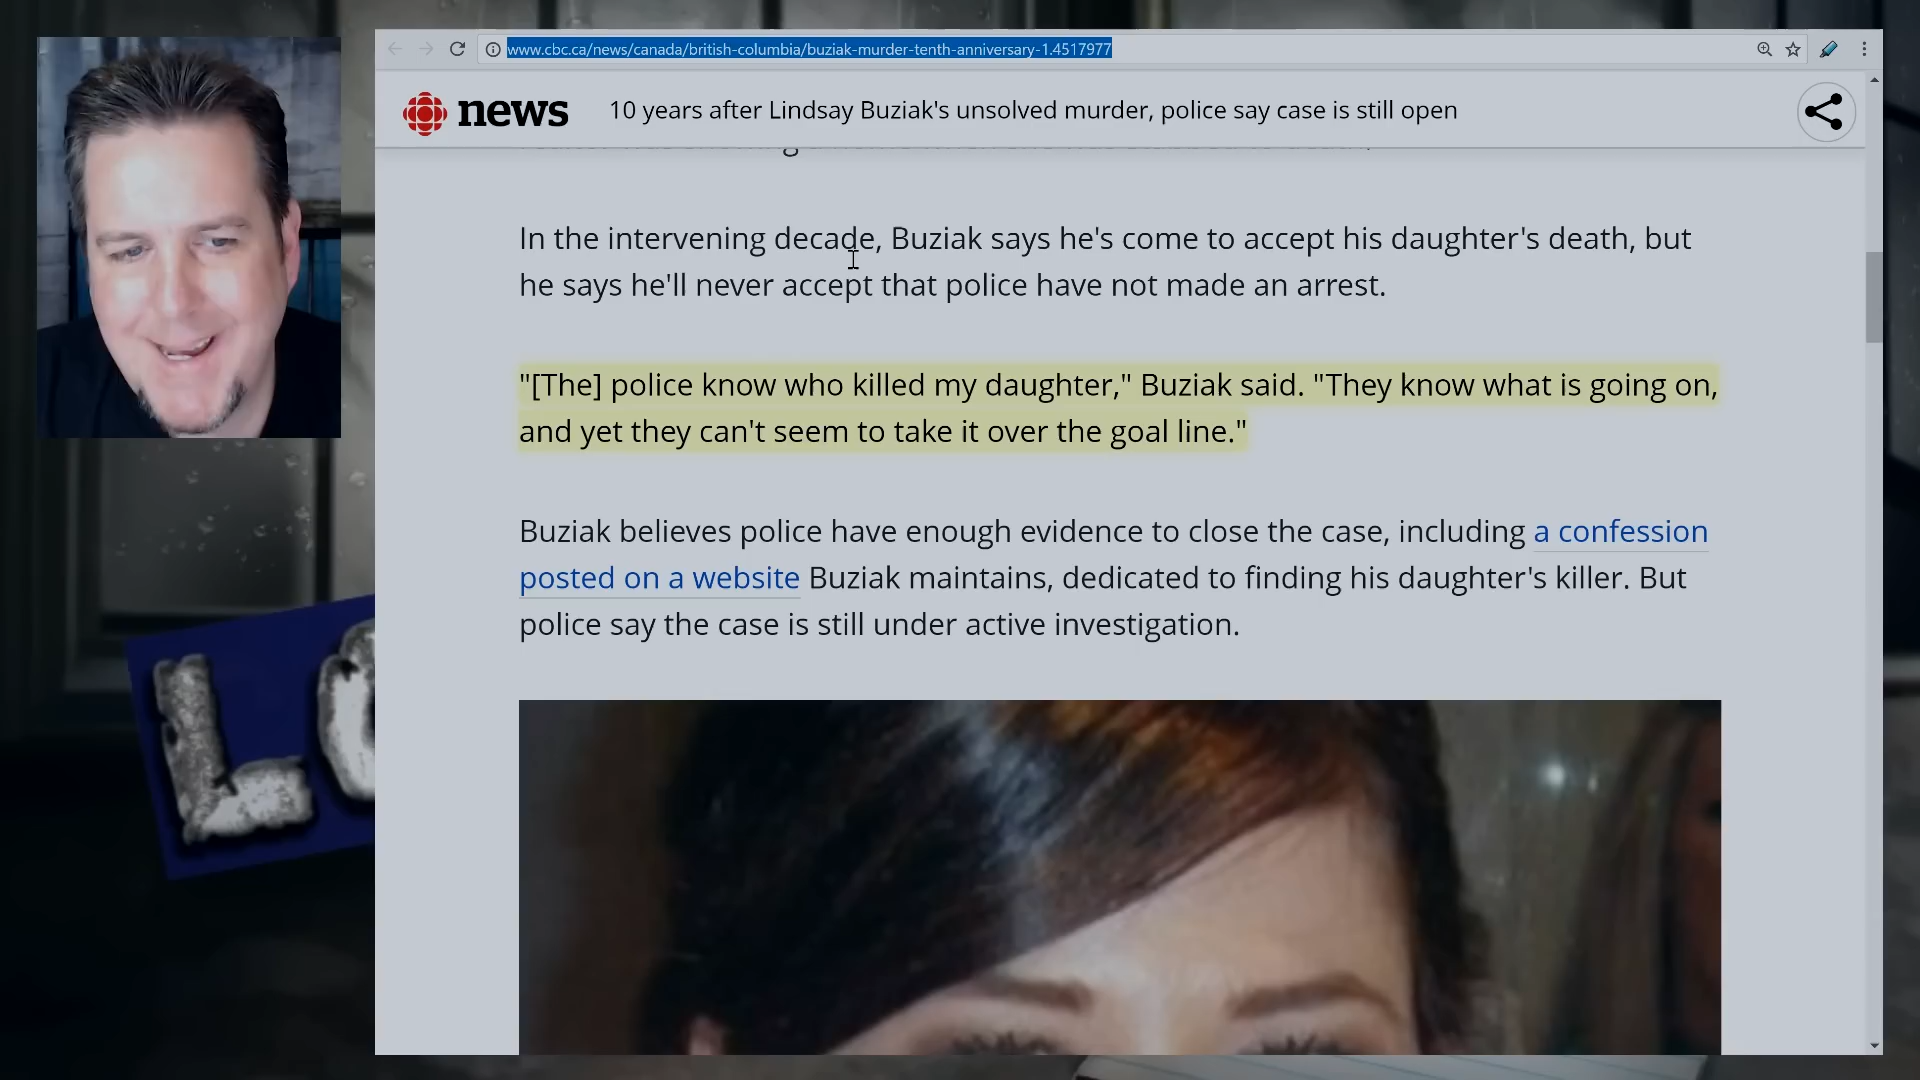 www.cbc.ca/news/canada/british-columbia/buziak-murder-tenth-anniversary-1.4517977
news
10 years after Lindsay Buziak's unsolved murder, police say case is still open
In the intervening decade, Buziak says he's come to accept his daughter's death, but
he says he'll never accept that police have not made an arrest.
"[The] police know who killed my daughter," Buziak said. "They know what is going on,
and yet they can't seem to take it over the goal line."
Buziak believes police have enough evidence to close the case, including a confession
posted on a website Buziak maintains, dedicated to finding his daughter's killer. But
police say the case is still under active investigation.
LO